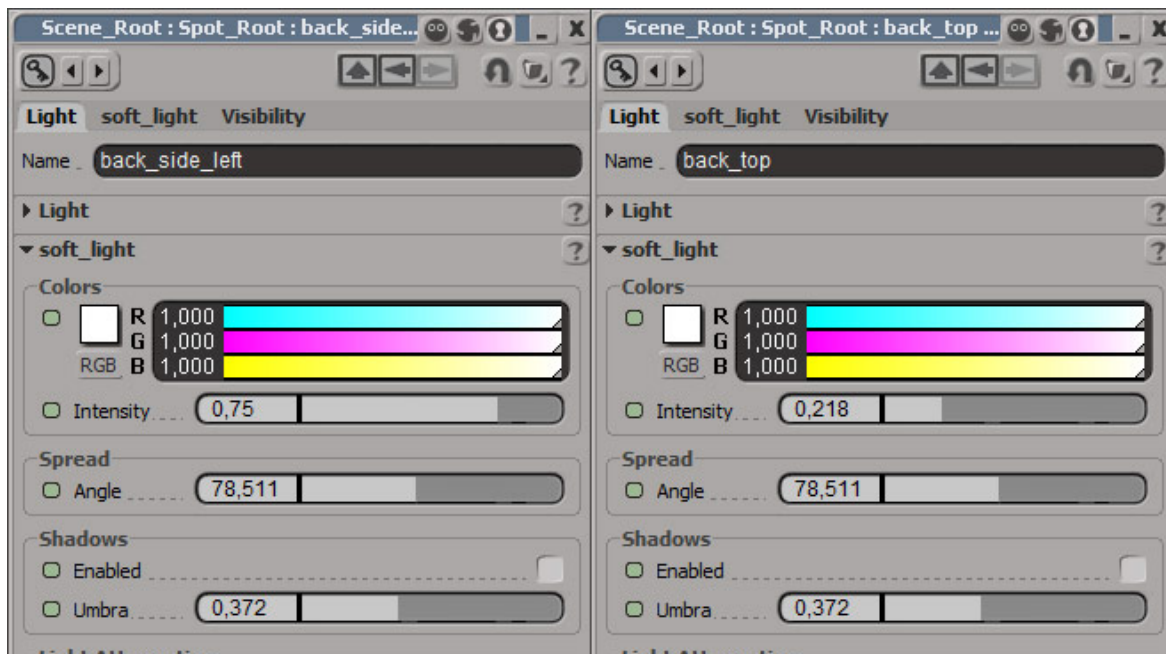 Scene_Root : Spot_Root : back_side...
Light soft_light Visibility
Name back_side_left
Light
soft_light
Colors
R 1,000
G 1,000
RGB B 1,000
Intensity 0,75
Spread
Angle 78,511
Shadows
Enabled
Umbra 0,372
Scene_Root : Spot_Root : back_top ...
Light soft_light Visibility
Name back_top
Light
soft_light
Colors
R 1,000
G 1,000
RGB B 1,000
Intensity 0,218
Spread
Angle 78,511
Shadows
Enabled
Umbra 0,372